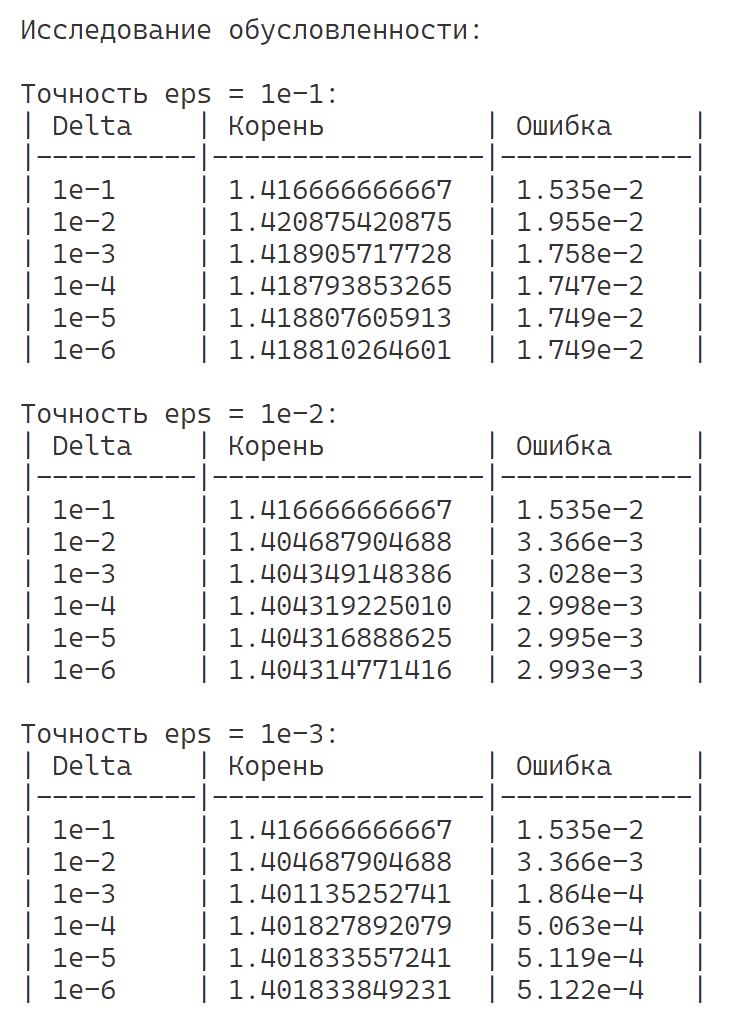 Исследование обусловленности:

Точность eps = 1e-1:
| Delta    | Корень          | Ошибка     |
|----------|-----------------|------------|
| 1e-1     | 1.416666666667  | 1.535e-2   |
| 1e-2     | 1.420875420875  | 1.955e-2   |
| 1e-3     | 1.418905717728  | 1.758e-2   |
| 1e-4     | 1.418793853265  | 1.747e-2   |
| 1e-5     | 1.418807605913  | 1.749e-2   |
| 1e-6     | 1.418810264601  | 1.749e-2   |

Точность eps = 1e-2:
| Delta    | Корень          | Ошибка     |
|----------|-----------------|------------|
| 1e-1     | 1.416666666667  | 1.535e-2   |
| 1e-2     | 1.404687904688  | 3.366e-3   |
| 1e-3     | 1.404349148386  | 3.028e-3   |
| 1e-4     | 1.404319225010  | 2.998e-3   |
| 1e-5     | 1.404316888625  | 2.995e-3   |
| 1e-6     | 1.404314771416  | 2.993e-3   |

Точность eps = 1e-3:
| Delta    | Корень          | Ошибка     |
|----------|-----------------|------------|
| 1e-1     | 1.416666666667  | 1.535e-2   |
| 1e-2     | 1.404687904688  | 3.366e-3   |
| 1e-3     | 1.401135252741  | 1.864e-4   |
| 1e-4     | 1.401827892079  | 5.063e-4   |
| 1e-5     | 1.401833557241  | 5.119e-4   |
| 1e-6     | 1.401833849231  | 5.122e-4   |